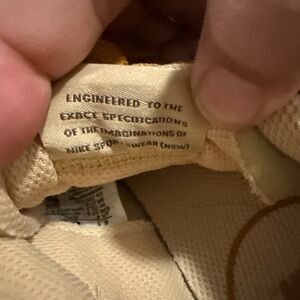 ENGINEERED TO THE
EXACT SPECIFICATIONS
OF THE IMAGINATIONS OF
NIKE SPORTSWEAR (NSW)